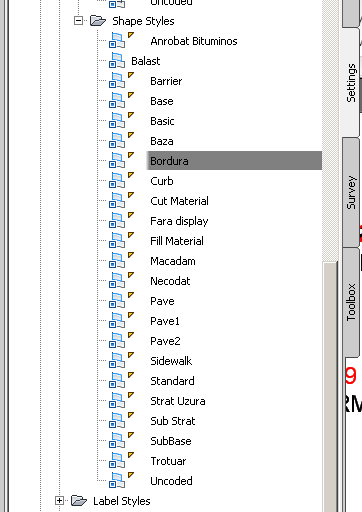 Uncoded
Shape Styles
Anrobat Bituminos
Balast
Barrier
Base
Basic
Baza
Bordura
Curb
Cut Material
Fara display
Fill Material
Macadam
Necodat
Pave
Pave1
Pave2
Sidewalk
Standard
Strat Uzura
Sub Strat
SubBase
Trotuar
Uncoded
Label Styles
Settings
Survey
Toolbox
9
RM